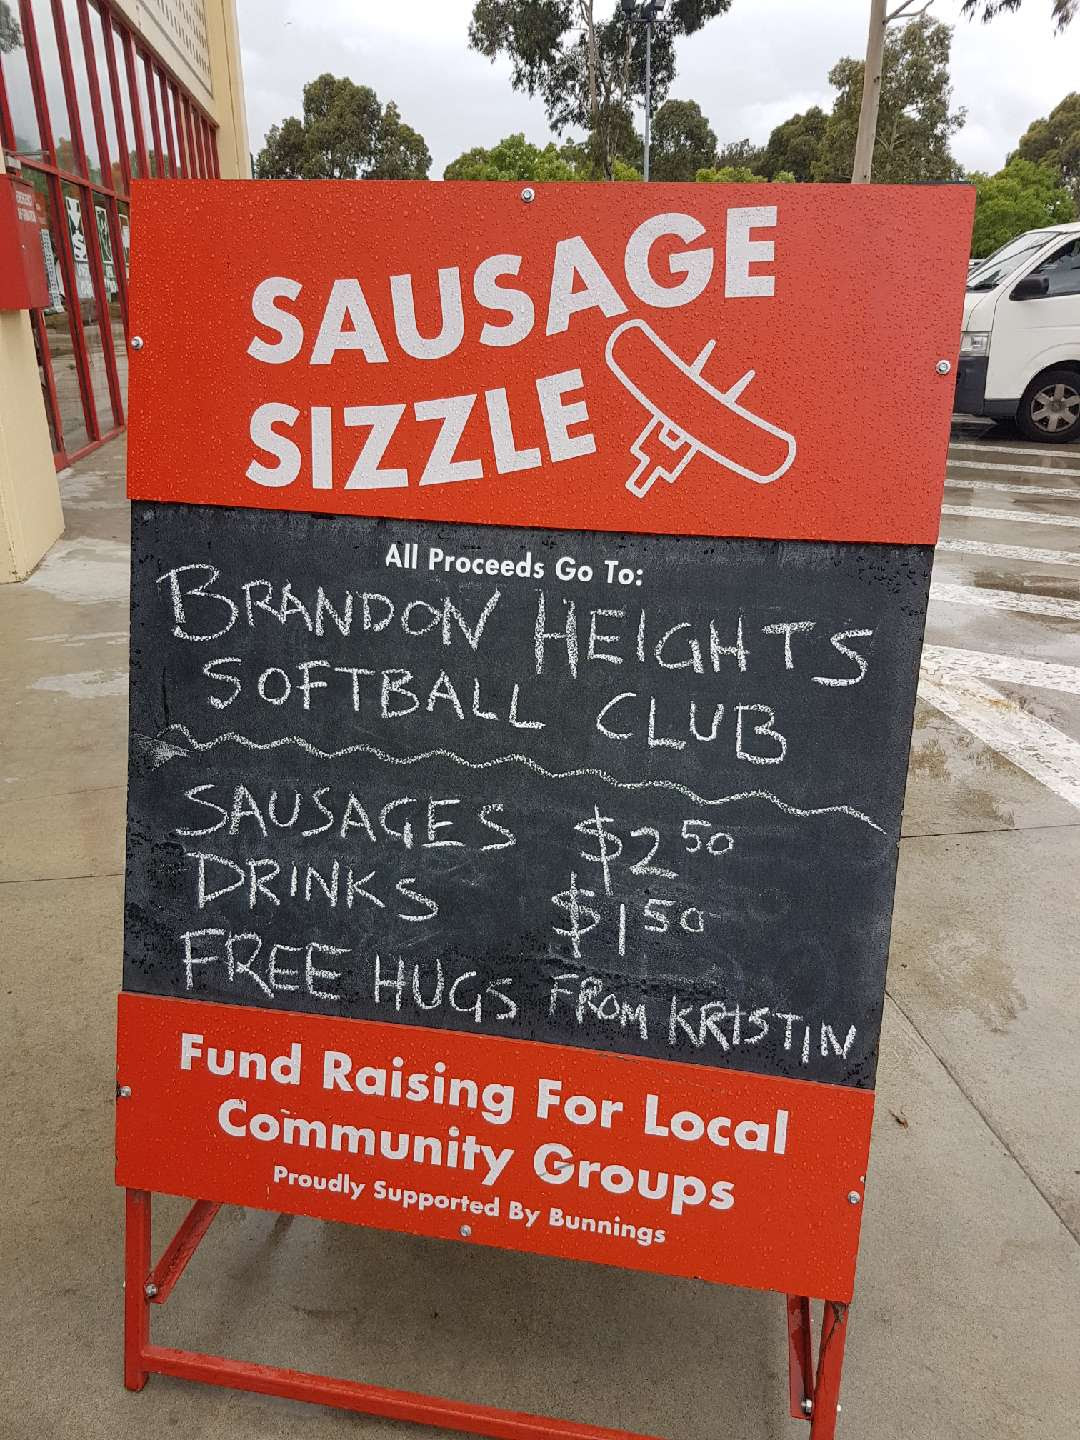 SAUSAGE
SIZZLE
All Proceeds Go To:
BRANDON HEIGHTS
SOFTBALL CLUB
SAUSAGES $2 50
DRINKS $1 50
FREE HUGS FROM KRISTIN
Fund Raising For Local
Community Groups
Proudly Supported By Bunnings